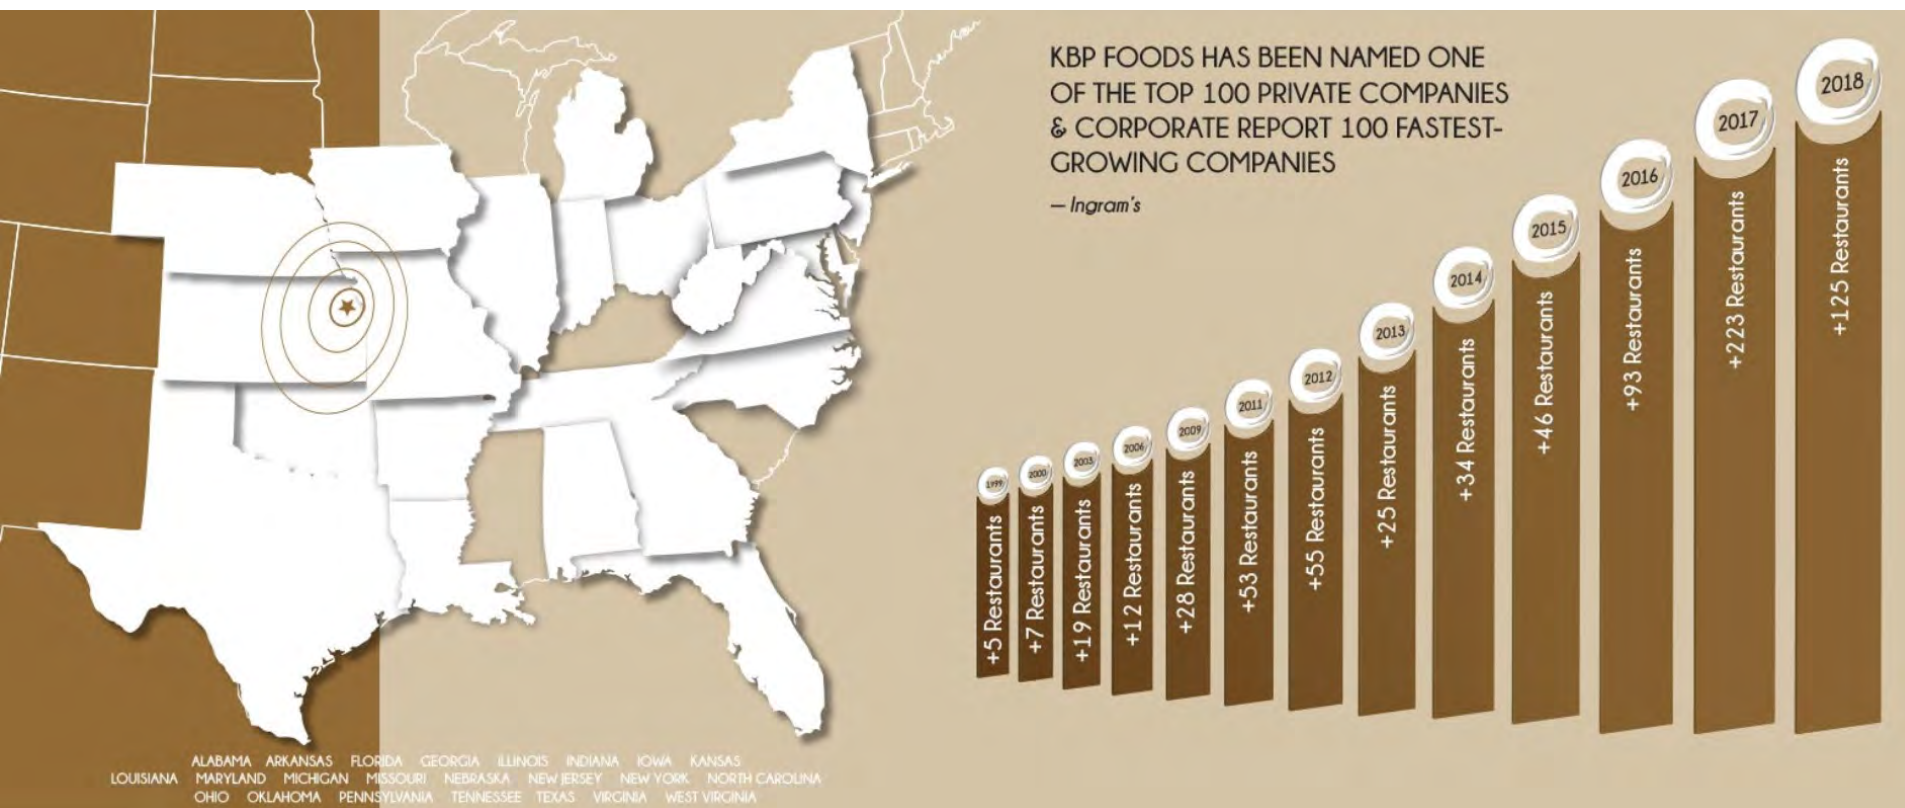 KBP FOODS HAS BEEN NAMED ONE
OF THE TOP 100 PRIVATE COMPANIES
& CORPORATE REPORT 100 FASTEST-
GROWING COMPANIES
– Ingram's
1999
2000
2003
2006
2009
2011
2012
2013
2014
2015
2016
2017
2018
+5 Restaurants
+7 Restaurants
+19 Restaurants
+12 Restaurants
+28 Restaurants
+53 Restaurants
+55 Restaurants
+25 Restaurants
+34 Restaurants
+46 Restaurants
+93 Restaurants
+223 Restaurants
+125 Restaurants
ALABAMA ARKANSAS FLORIDA GEORGIA ILLINOIS INDIANA IOWA KANSAS
LOUISIANA MARYLAND MICHIGAN MISSOURI NEBRASKA NEW JERSEY NEW YORK NORTH CAROLINA
OHIO OKLAHOMA PENNSYLVANIA TENNESSEE TEXAS VIRGINIA WEST VIRGINIA